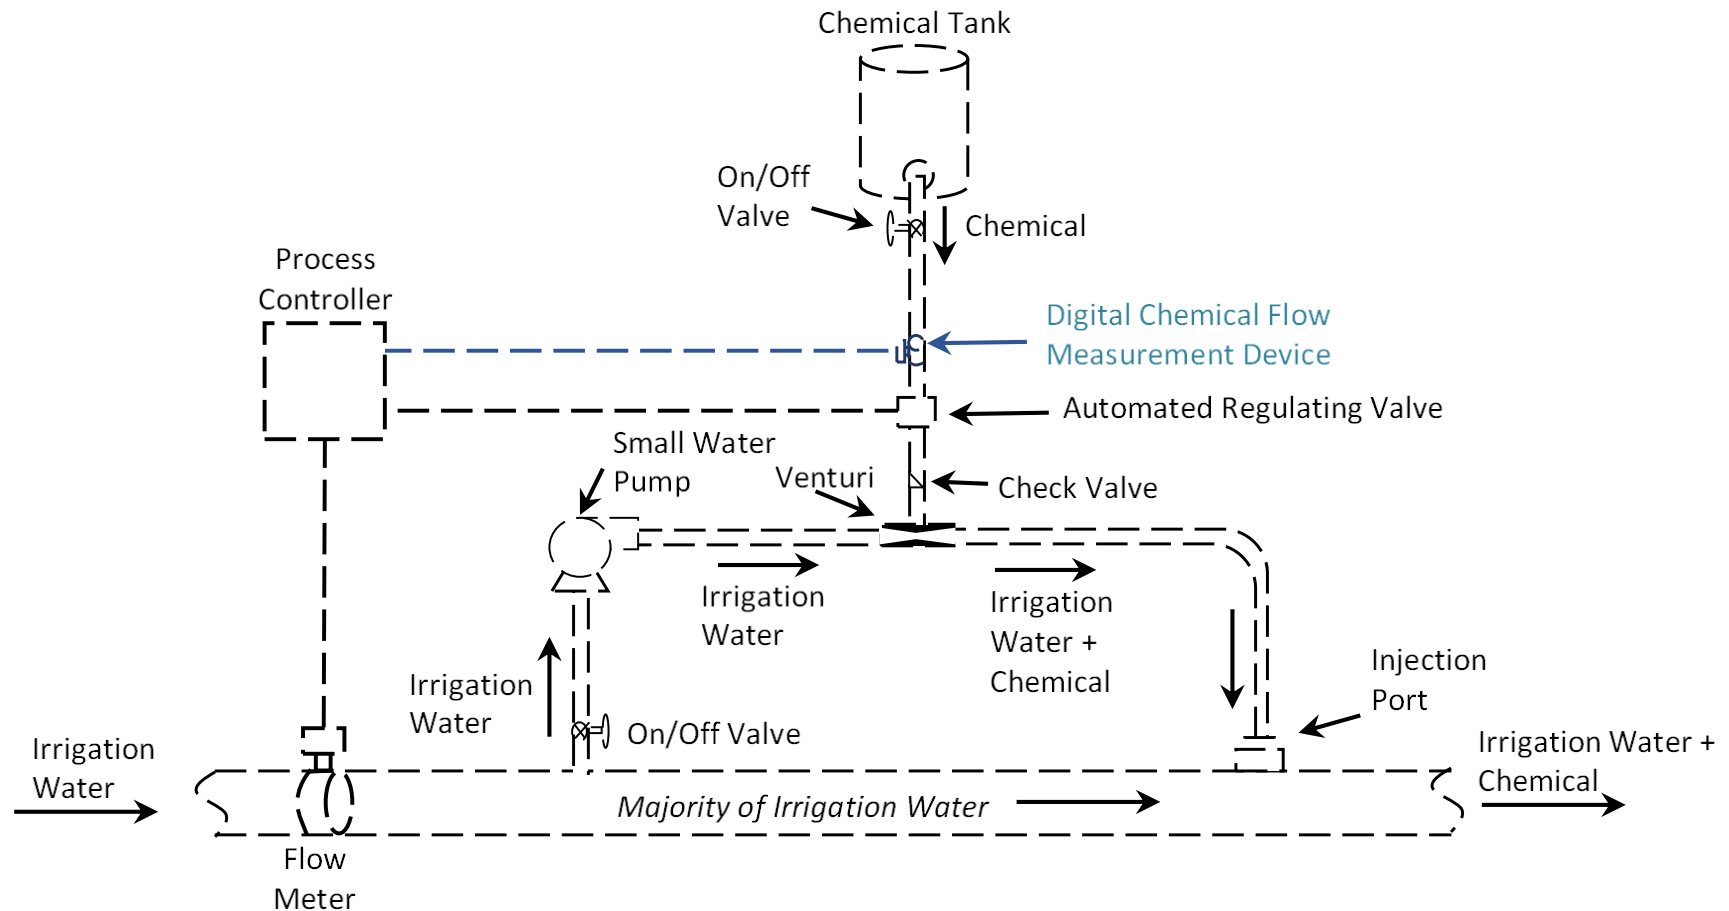 Chemical Tank
On/Off
Valve
Chemical
Process
Controller
Digital Chemical Flow
Measurement Device
Automated Regulating Valve
Small Water
Pump
Venturi
Check Valve
Irrigation
Water
Irrigation
Water +
Chemical
Irrigation
Water
On/Off Valve
Injection
Port
Irrigation
Water
Irrigation Water +
Chemical
Majority of Irrigation Water
Flow
Meter